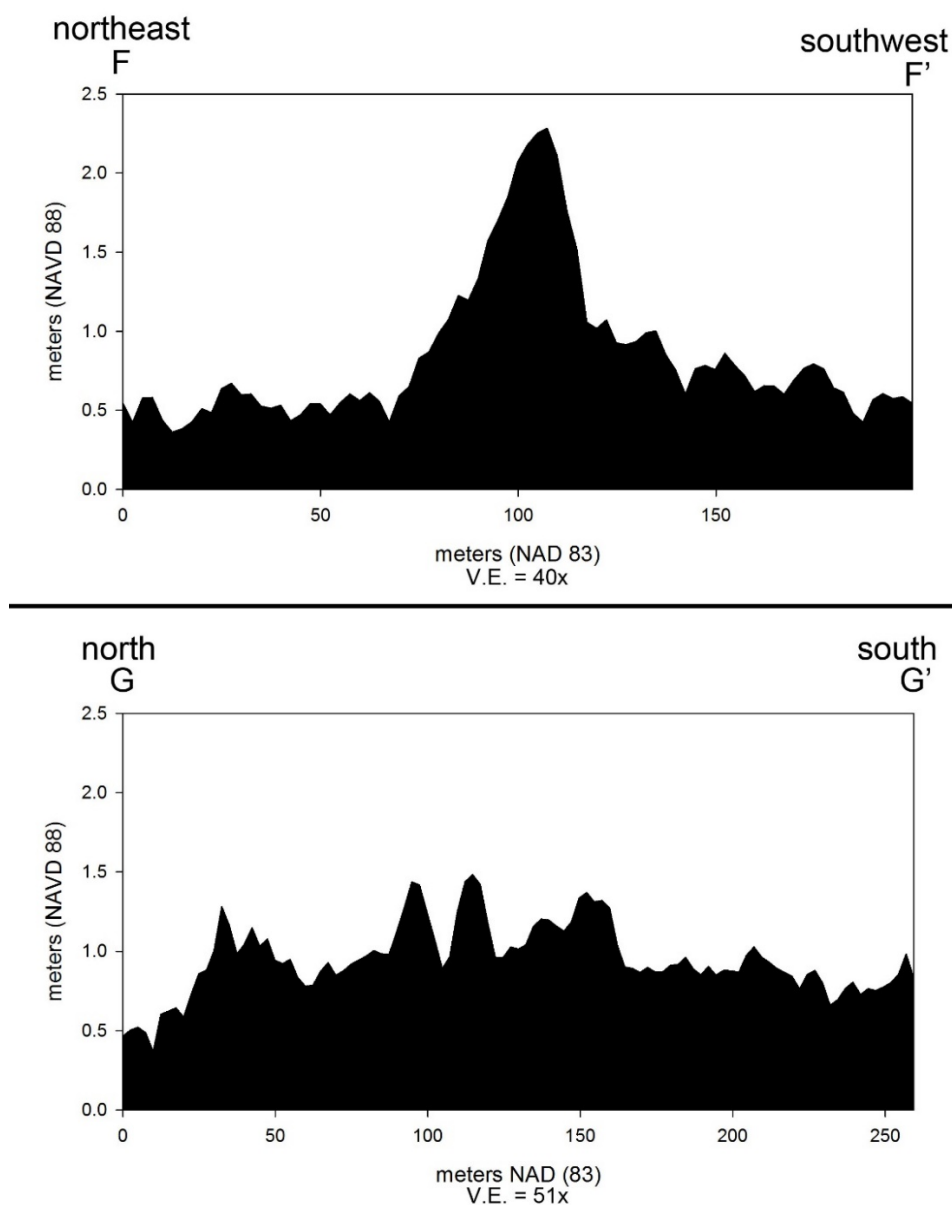 northeast
F
southwest
F'
2.5
2.0
1.5
1.0
0.5
0.0
meters (NAVD 88)
0 50 100 150
meters (NAD 83)
V.E. = 40x
north
G
south
G'
2.5
2.0
1.5
1.0
0.5
0.0
meters (NAVD 88)
0 50 100 150 200 250
meters NAD (83)
V.E. = 51x